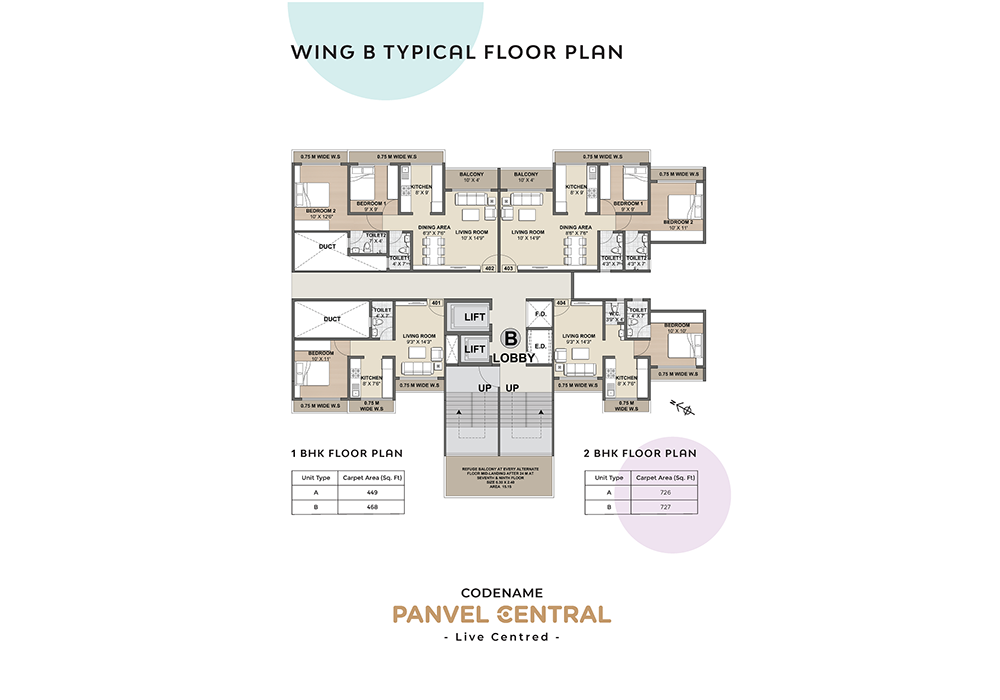 WING B TYPICAL FLOOR PLAN
0.75 M WIDE W.S
0.75 M WIDE W.S
0.75 M WIDE W.S
0.75 M WIDE W.S
BALCONY
10' X 4'
BALCONY
10' X 4'
KITCHEN
8' X 9'
KITCHEN
8' X 9'
BEDROOM 1
9' X 9'
BEDROOM 1
9' X 9'
BEDROOM 2
10' X 12'6"
BEDROOM 2
10' X 11'
DINING AREA
6'3" X 7'6"
LIVING ROOM
10' X 14'9"
LIVING ROOM
10' X 14'9"
DINING AREA
6'6" X 7'6"
TOILET2
7' X 4'
DUCT
TOILET1
4' X 7'
TOILET1
4'3" X 7'
TOILET2
4'3" X 7'
402
403
401
404
DUCT
TOILET
4' X 7'
LIFT
F.D.
W.C.
3'9" X 4'
TOILET
4' X 7'
LIVING ROOM
9'3" X 14'3"
LIVING ROOM
9'3" X 14'3"
BEDROOM
10' X 10'
BEDROOM
10' X 11'
LIFT
B
LOBBY
E.D.
KITCHEN
8' X 7'6"
KITCHEN
8' X 7'6"
0.75 M WIDE W.S
0.75 M WIDE W.S
0.75 M WIDE W.S
UP
UP
0.75 M WIDE W.S
0.75 M
WIDE W.S
0.75 M
WIDE W.S
N
REFUGE BALCONY AT EVERY ALTERNATE
FLOOR MID-LANDING AFTER 24 M AT
SEVENTH & NINTH FLOOR
SIZE 6.30 X 2.40
AREA 15.15
1 BHK FLOOR PLAN
Unit Type Carpet Area (Sq. Ft)
A 449
B 468
2 BHK FLOOR PLAN
Unit Type Carpet Area (Sq. Ft)
A 726
B 727
CODENAME
PANVEL CENTRAL
- Live Centred -